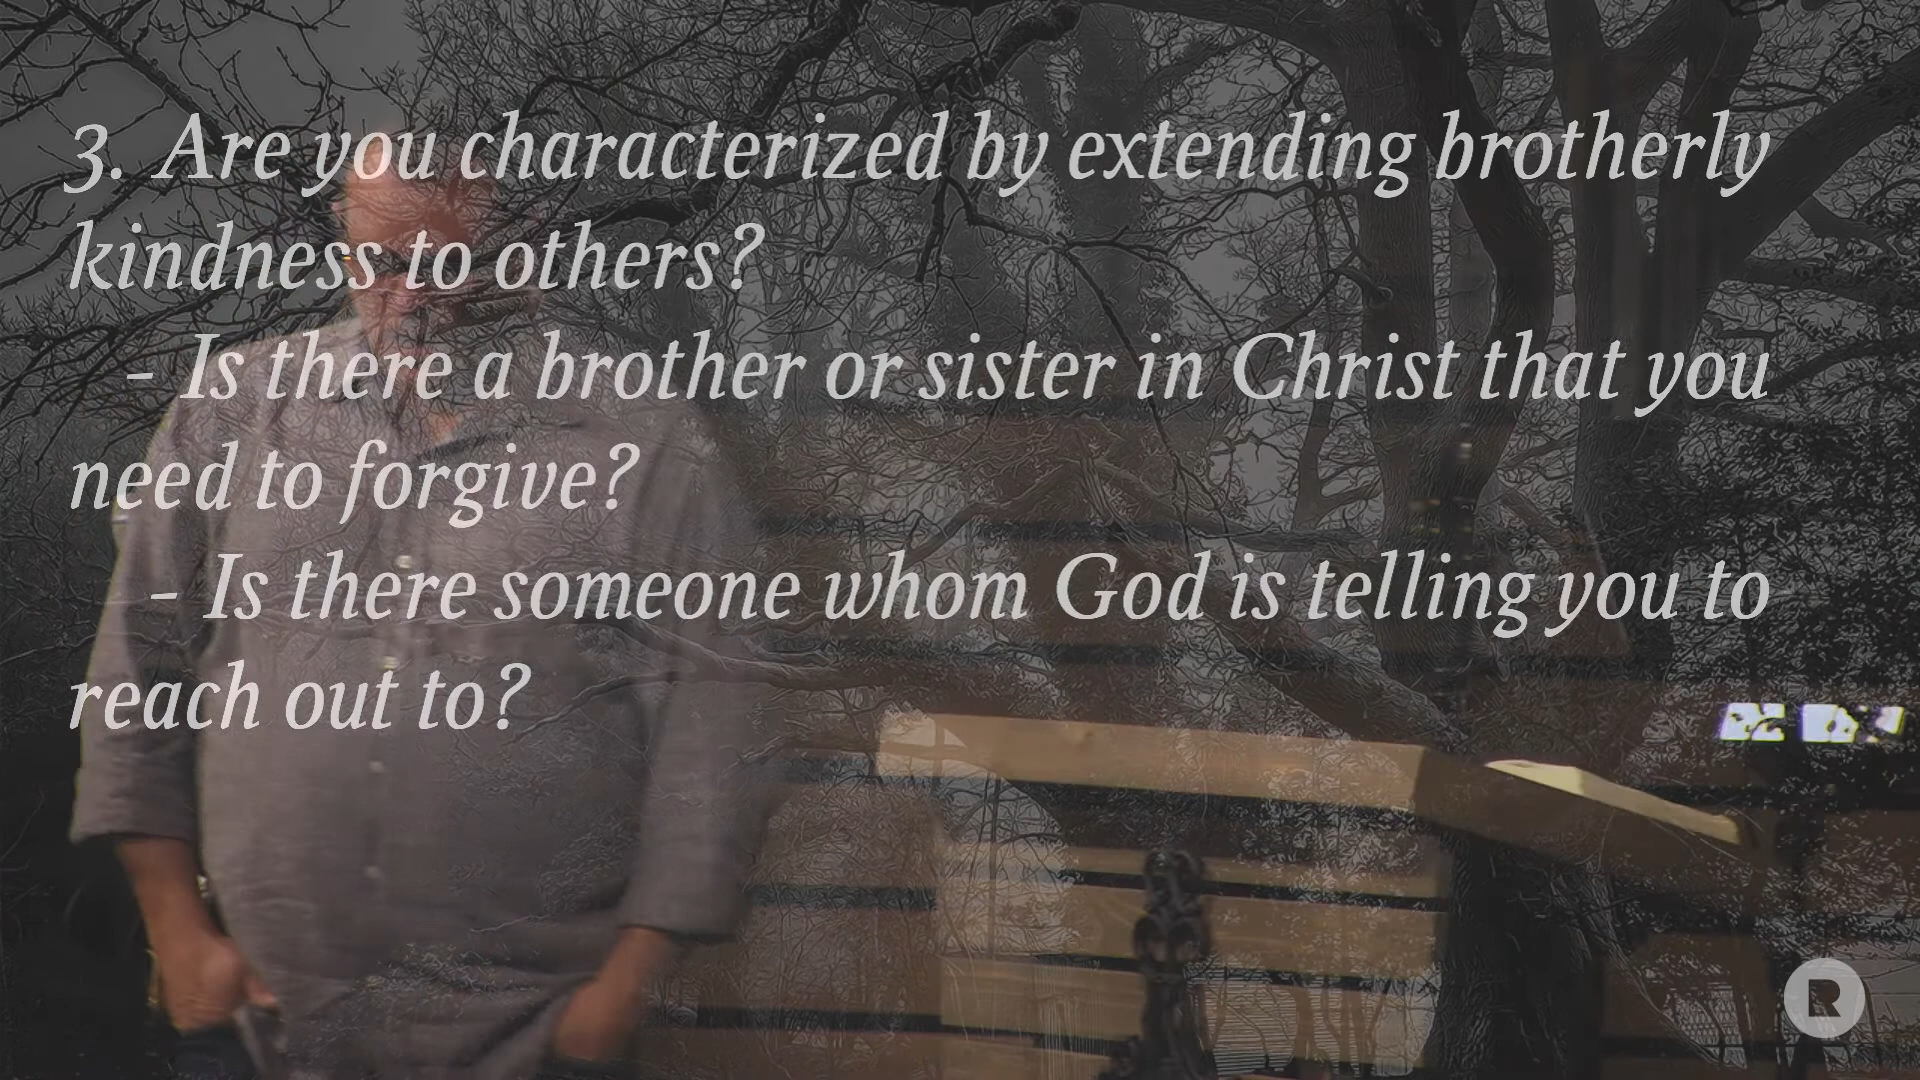 3. Are you characterized by extending brotherly
kindness to others?
- Is there a brother or sister in Christ that you
need to forgive?
- Is there someone whom God is telling you to
reach out to?
R